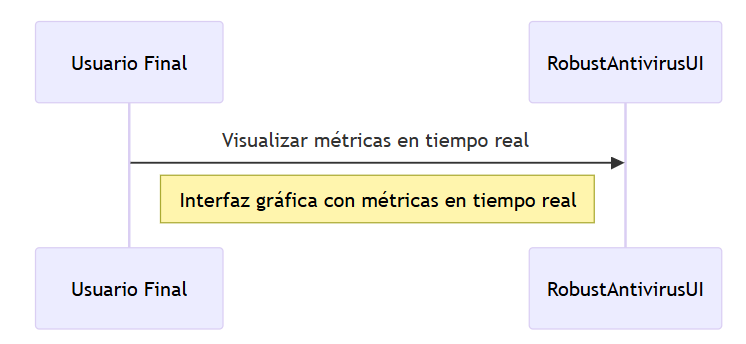 Usuario Final
RobustAntivirusUI
Visualizar métricas en tiempo real
Interfaz gráfica con métricas en tiempo real
Usuario Final
RobustAntivirusUI